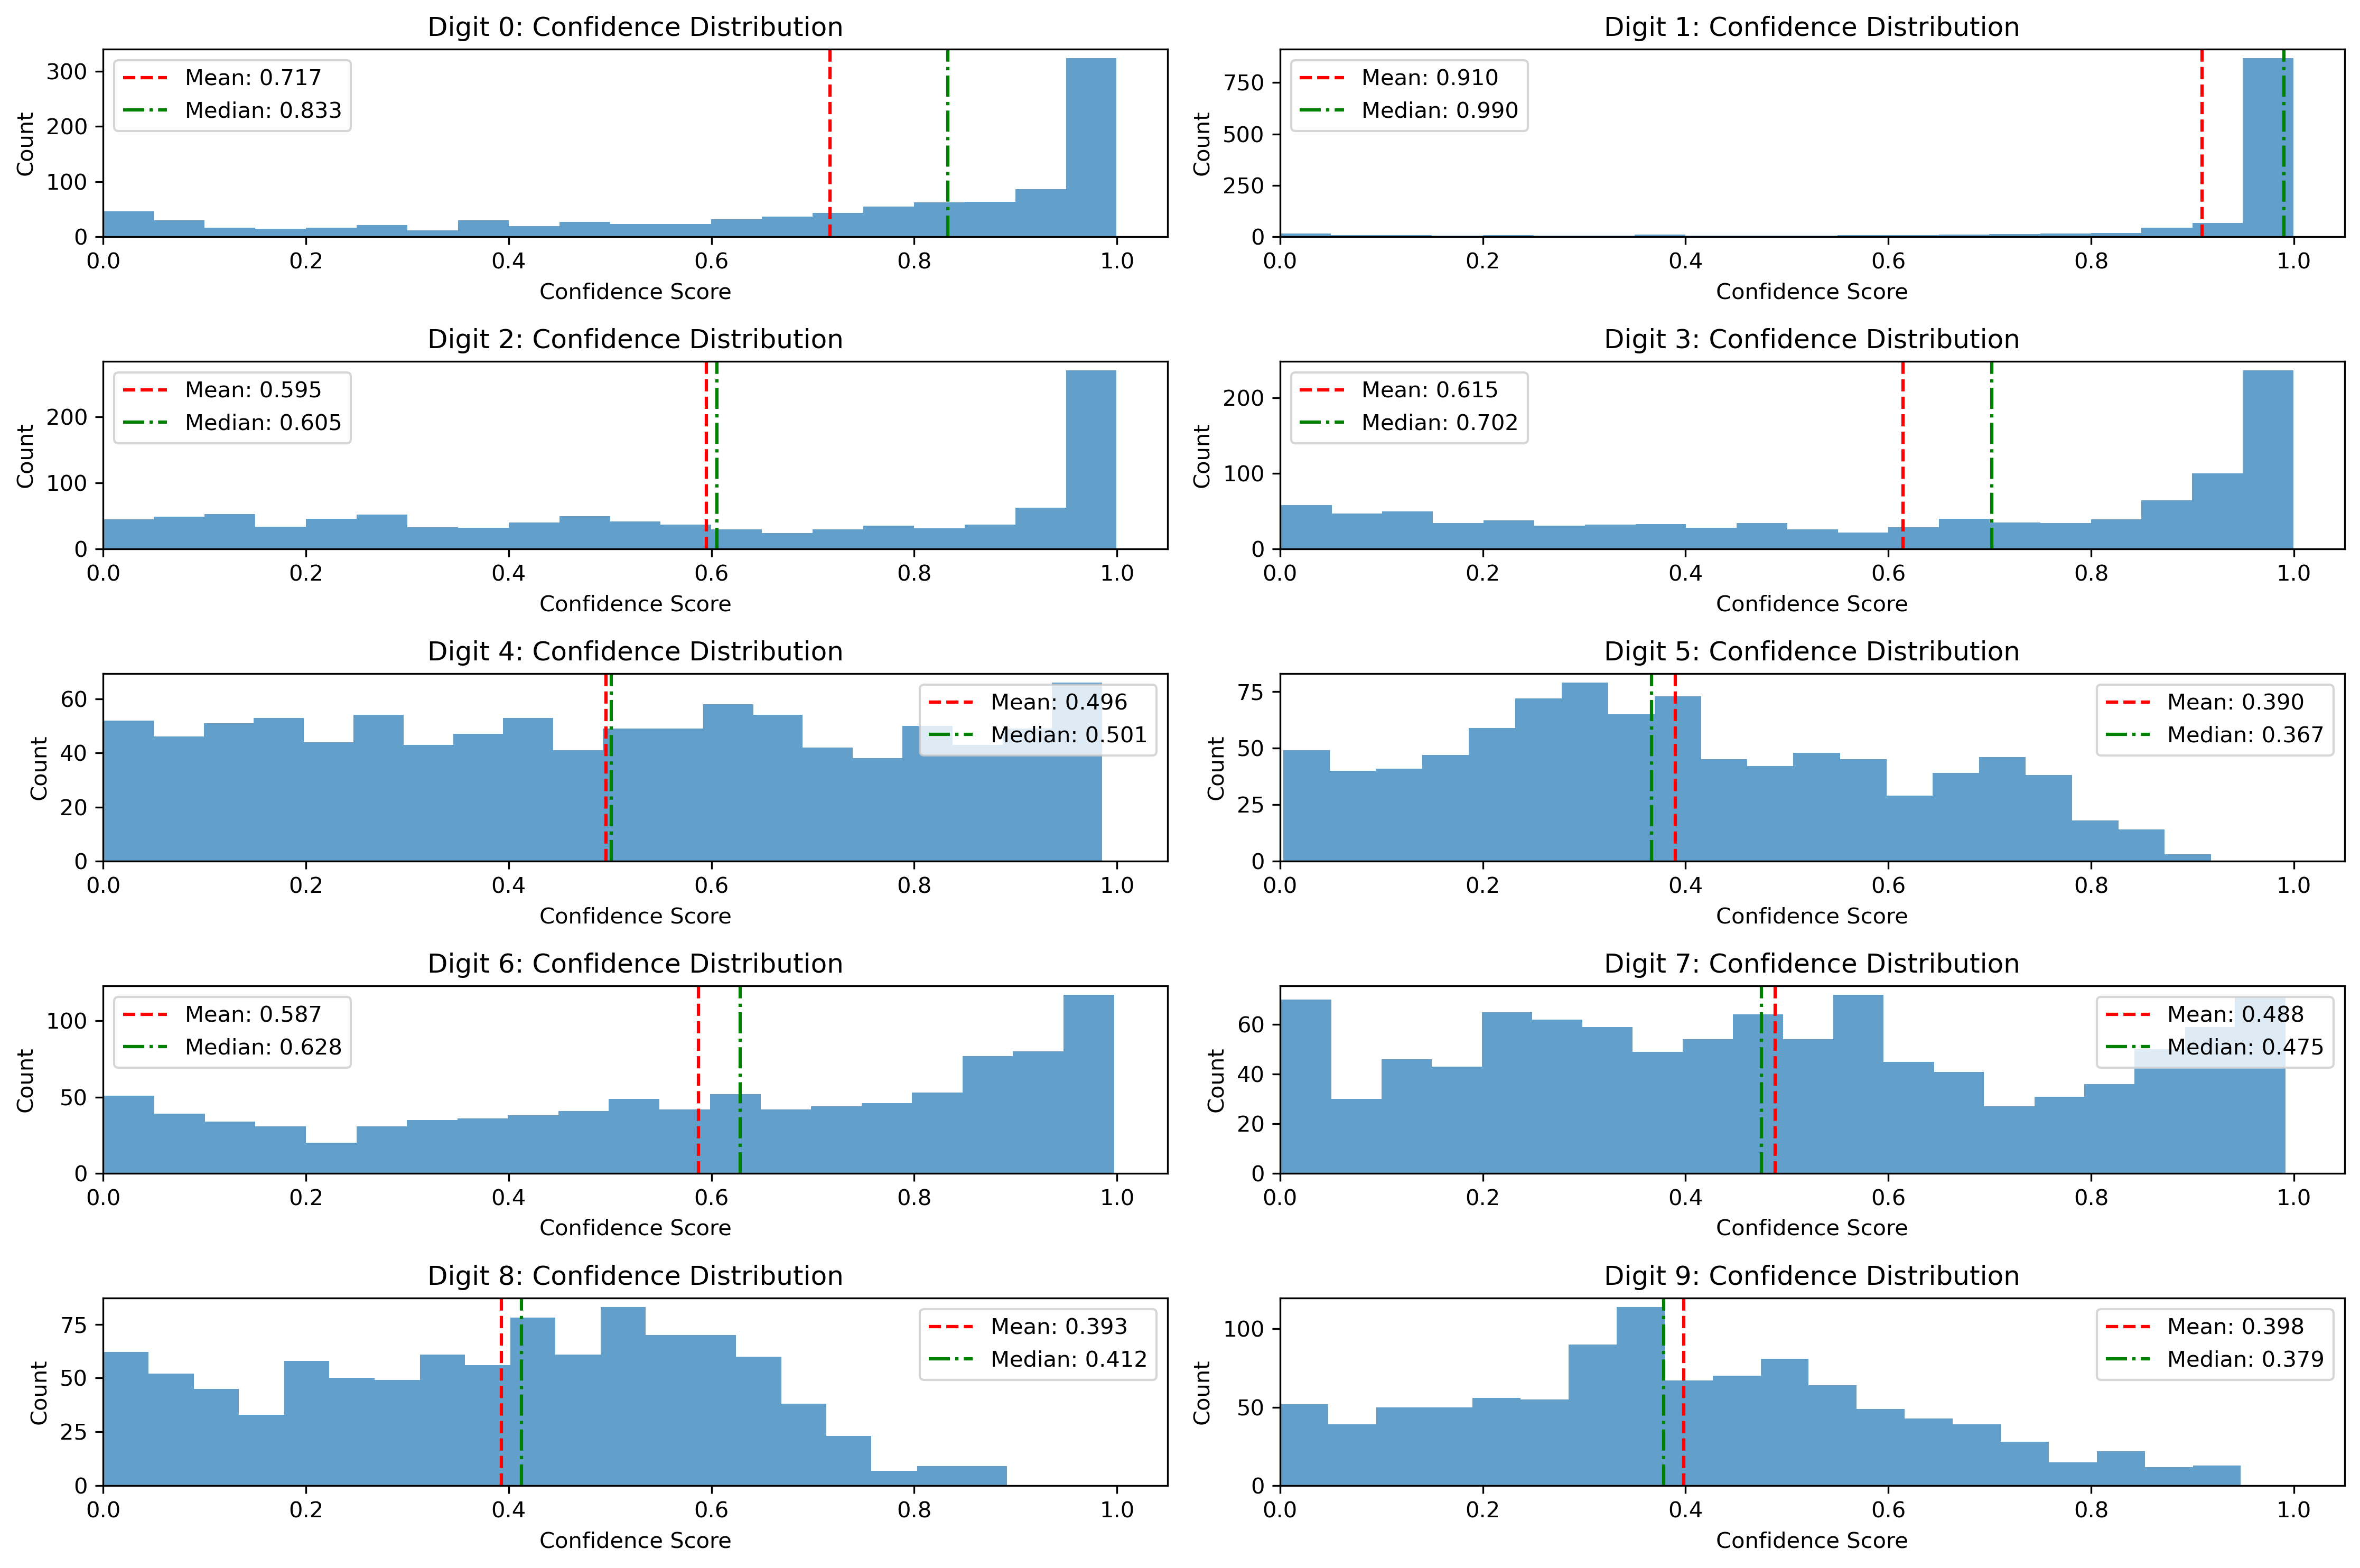 Digit 0: Confidence Distribution
Mean: 0.717
Median: 0.833
Count
300
200
100
0
0.0 0.2 0.4 0.6 0.8 1.0
Confidence Score
Digit 1: Confidence Distribution
Mean: 0.910
Median: 0.990
Count
750
500
250
0
0.0 0.2 0.4 0.6 0.8 1.0
Confidence Score
Digit 2: Confidence Distribution
Mean: 0.595
Median: 0.605
Count
200
100
0
0.0 0.2 0.4 0.6 0.8 1.0
Confidence Score
Digit 3: Confidence Distribution
Mean: 0.615
Median: 0.702
Count
200
100
0
0.0 0.2 0.4 0.6 0.8 1.0
Confidence Score
Digit 4: Confidence Distribution
Mean: 0.496
Median: 0.501
Count
60
40
20
0
0.0 0.2 0.4 0.6 0.8 1.0
Confidence Score
Digit 5: Confidence Distribution
Mean: 0.390
Median: 0.367
Count
75
50
25
0
0.0 0.2 0.4 0.6 0.8 1.0
Confidence Score
Digit 6: Confidence Distribution
Mean: 0.587
Median: 0.628
Count
100
50
0
0.0 0.2 0.4 0.6 0.8 1.0
Confidence Score
Digit 7: Confidence Distribution
Mean: 0.488
Median: 0.475
Count
60
40
20
0
0.0 0.2 0.4 0.6 0.8 1.0
Confidence Score
Digit 8: Confidence Distribution
Mean: 0.393
Median: 0.412
Count
75
50
25
0
0.0 0.2 0.4 0.6 0.8 1.0
Confidence Score
Digit 9: Confidence Distribution
Mean: 0.398
Median: 0.379
Count
100
50
0
0.0 0.2 0.4 0.6 0.8 1.0
Confidence Score